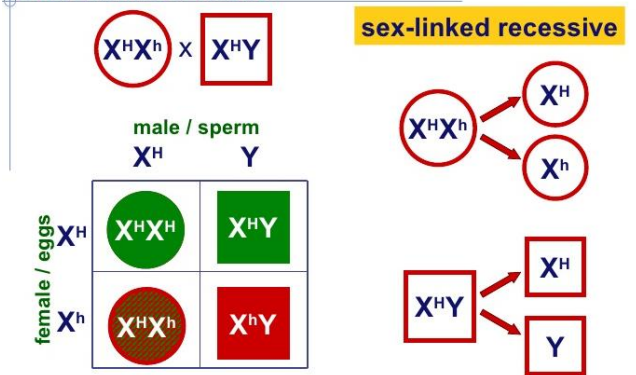 sex-linked recessive
XᴴXʰ x XᴴY
male / sperm
Xᴴ Y
female / eggs
Xᴴ XᴴXᴴ XᴴY
Xʰ XᴴXʰ XʰY
XᴴXʰ
Xᴴ
Xʰ
XᴴY
Xᴴ
Y